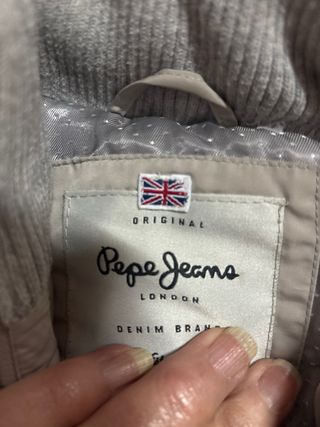 ORIGINAL
Pepe Jeans
LONDON
DENIM BRAND